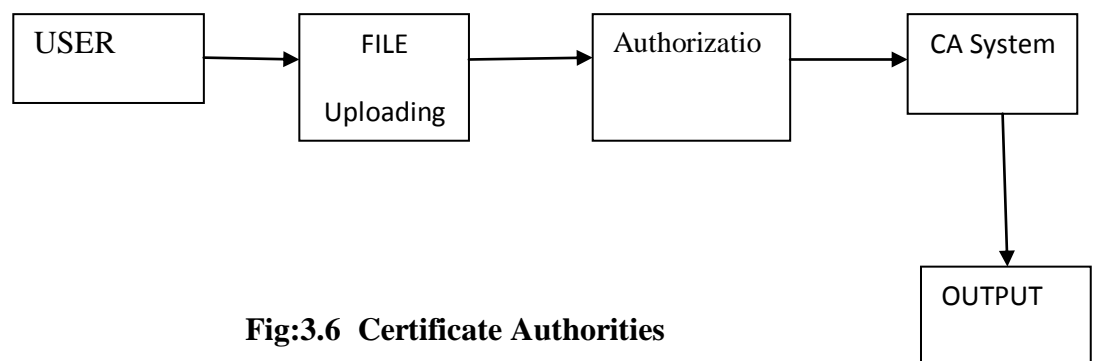 USER
FILE
Uploading
Authorizatio
CA System
OUTPUT
Fig:3.6 Certificate Authorities